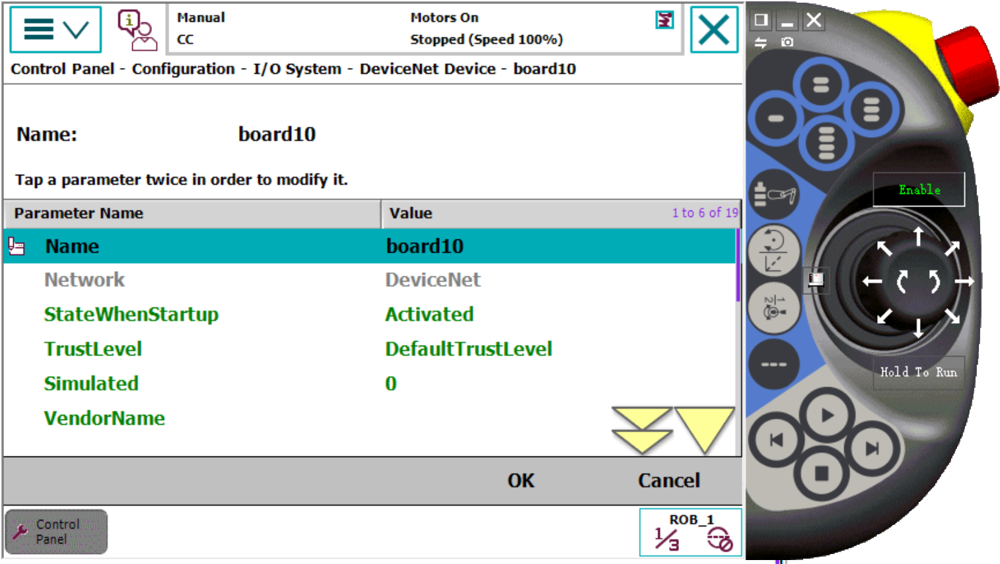 Manual
CC
Motors On
Stopped (Speed 100%)
Control Panel - Configuration - I/O System - DeviceNet Device - board10
Name: board10
Tap a parameter twice in order to modify it.
Parameter Name Value 1 to 6 of 19
Name board10
Network DeviceNet
StateWhenStartup Activated
TrustLevel DefaultTrustLevel
Simulated 0
VendorName
OK Cancel
Control
Panel
ROB_1
1/3
Enable
Hold To Run